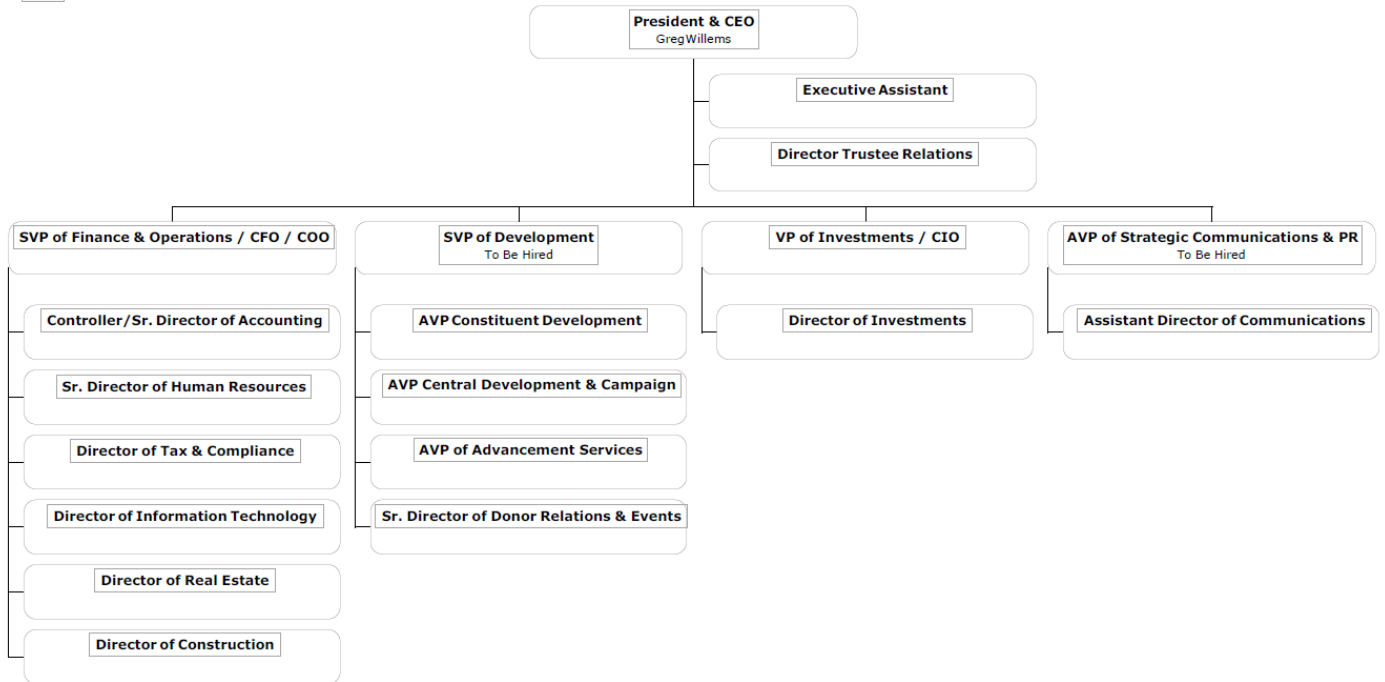 President & CEO
Greg Willems
Executive Assistant
Director Trustee Relations
SVP of Finance & Operations / CFO / COO
SVP of Development
To Be Hired
VP of Investments / CIO
AVP of Strategic Communications & PR
To Be Hired
Controller/Sr. Director of Accounting
AVP Constituent Development
Director of Investments
Assistant Director of Communications
Sr. Director of Human Resources
AVP Central Development & Campaign
Director of Tax & Compliance
AVP of Advancement Services
Director of Information Technology
Sr. Director of Donor Relations & Events
Director of Real Estate
Director of Construction